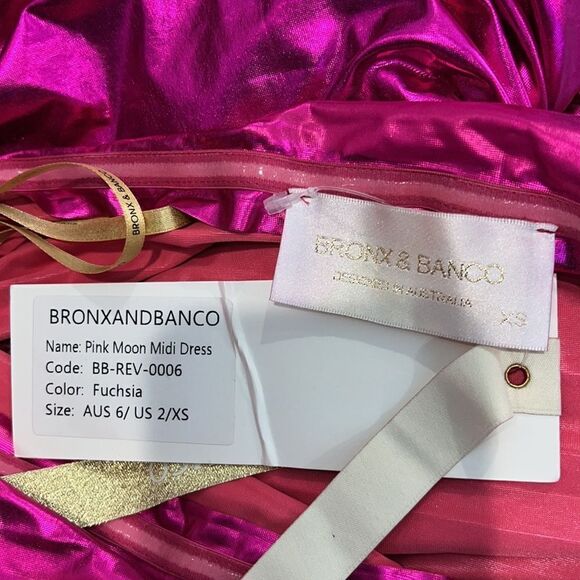 BRONX & BANCO
BRONX & BANCO
DESIGNED IN AUSTRALIA
XS
BRONXANDBANCO
Name: Pink Moon Midi Dress
Code: BB-REV-0006
Color: Fuchsia
Size: AUS 6/ US 2/XS